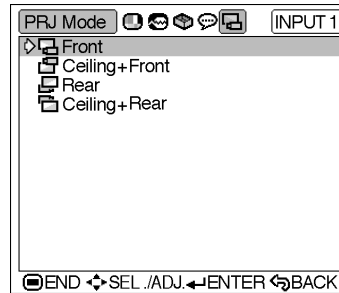 PRJ Mode INPUT 1
Front
Ceiling+Front
Rear
Ceiling+Rear
END SEL./ADJ. ENTER BACK